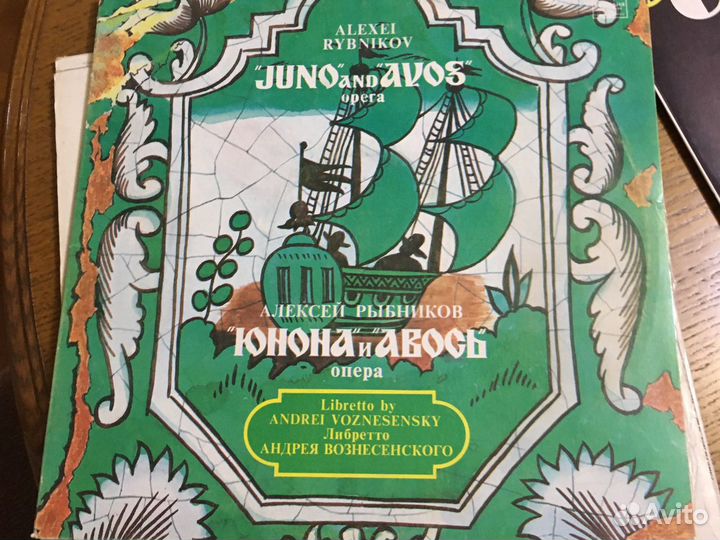 ALEXEI
RYBNIKOV
"JUNO" AND "AVOS"
opera
АЛЕКСЕЙ РЫБНИКОВ
"ЮНОНА" И "АВОСЬ"
опера
Libretto by
ANDREI VOZNESENSKY
Либретто
АНДРЕЯ ВОЗНЕСЕНСКОГО
Avito